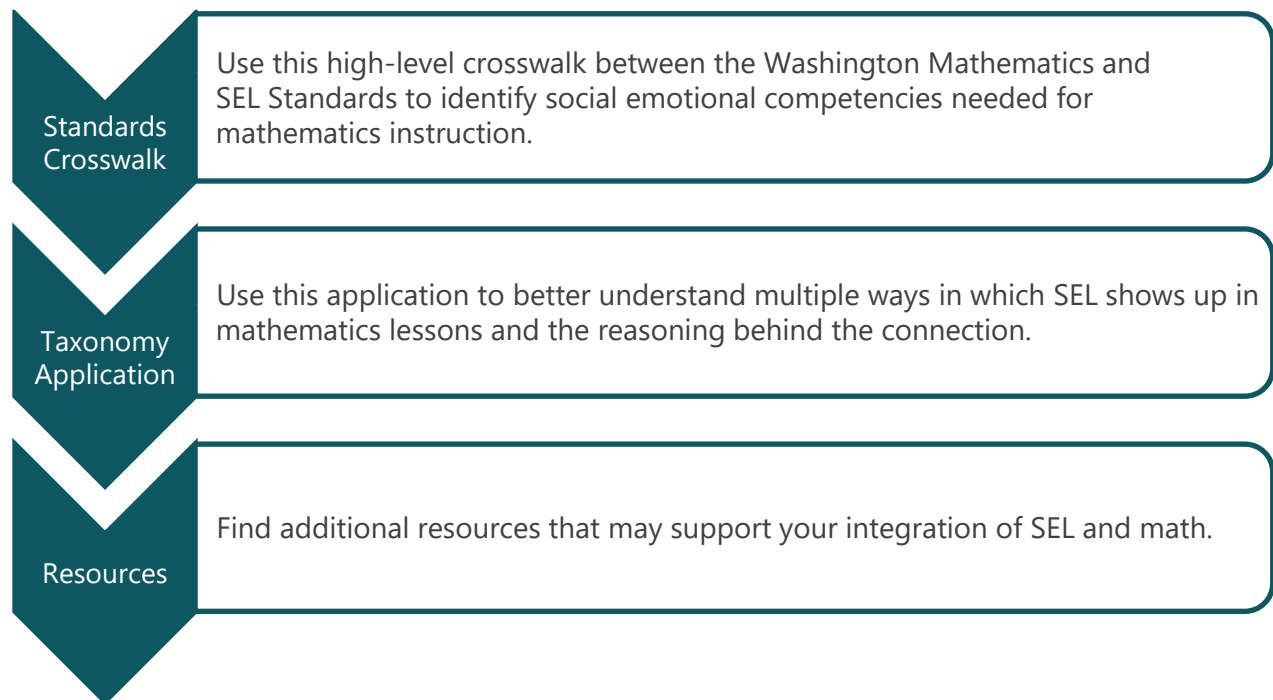 Standards
Crosswalk
Use this high-level crosswalk between the Washington Mathematics and
SEL Standards to identify social emotional competencies needed for
mathematics instruction.
Taxonomy
Application
Use this application to better understand multiple ways in which SEL shows up in
mathematics lessons and the reasoning behind the connection.
Resources
Find additional resources that may support your integration of SEL and math.